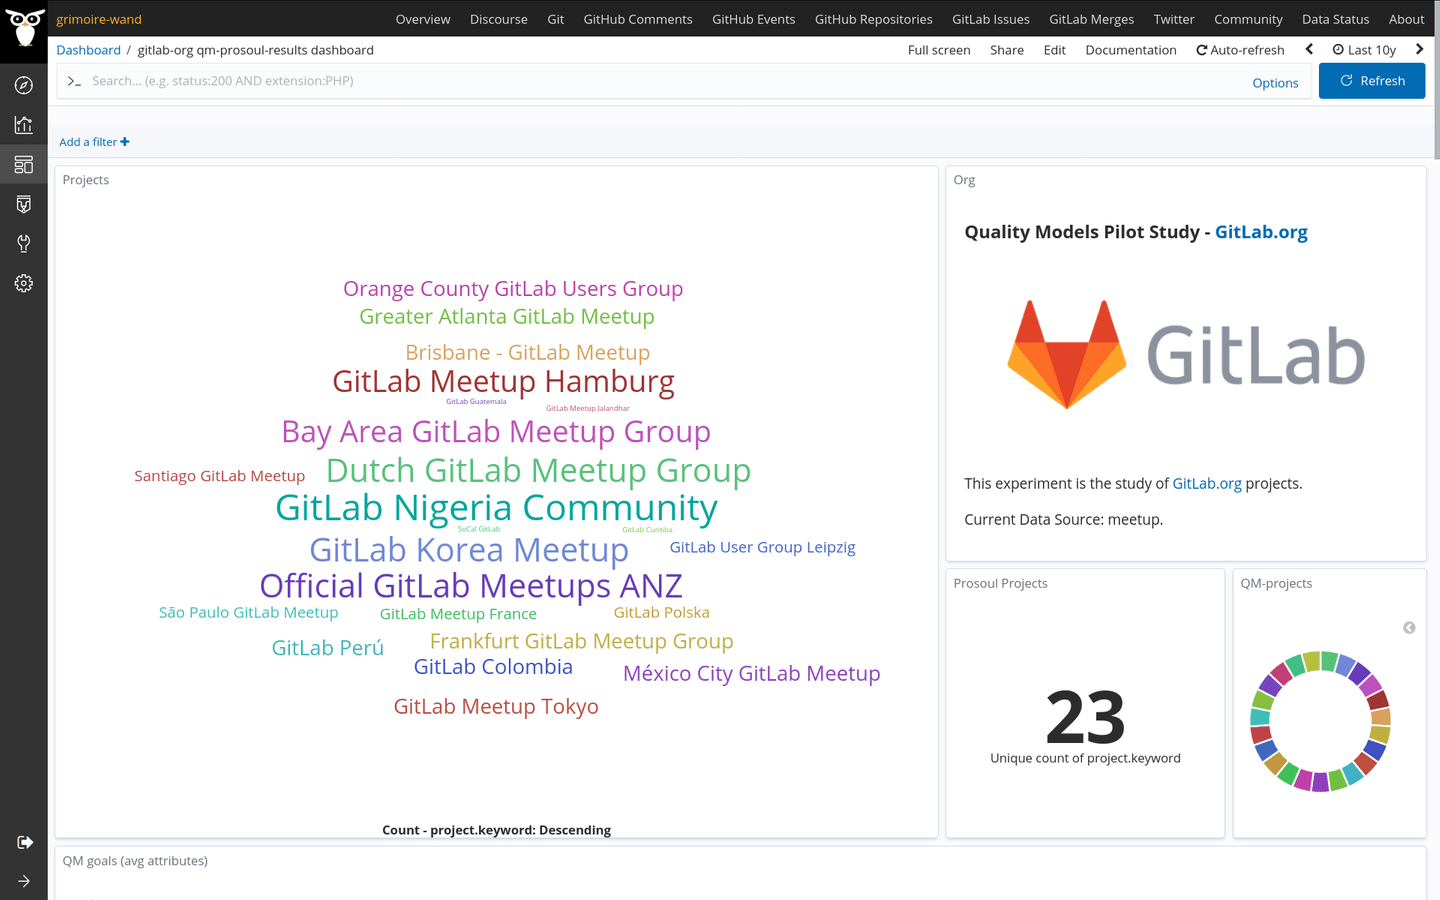 grimoire-wand
Overview Discourse Git GitHub Comments GitHub Events GitHub Repositories GitLab Issues GitLab Merges Twitter Community Data Status About
Dashboard / gitlab-org qm-prosoul-results dashboard
Full screen Share Edit Documentation Auto-refresh Last 10y
>_ Search... (e.g. status:200 AND extension:PHP)
Options
Refresh
Add a filter +
Projects
Orange County GitLab Users Group
Greater Atlanta GitLab Meetup
Brisbane - GitLab Meetup
GitLab Meetup Hamburg
GitLab Guatemala
GitLab Meetup Jalandhar
Bay Area GitLab Meetup Group
Santiago GitLab Meetup
Dutch GitLab Meetup Group
GitLab Nigeria Community
SoCal GitLab
GitLab Curitiba
GitLab Korea Meetup
GitLab User Group Leipzig
Official GitLab Meetups ANZ
São Paulo GitLab Meetup
GitLab Meetup France
GitLab Polska
GitLab Perú
Frankfurt GitLab Meetup Group
GitLab Colombia
México City GitLab Meetup
GitLab Meetup Tokyo
Count - project.keyword: Descending
Org
Quality Models Pilot Study - GitLab.org
GitLab
This experiment is the study of GitLab.org projects.
Current Data Source: meetup.
Prosoul Projects
23
Unique count of project.keyword
QM-projects
QM goals (avg attributes)